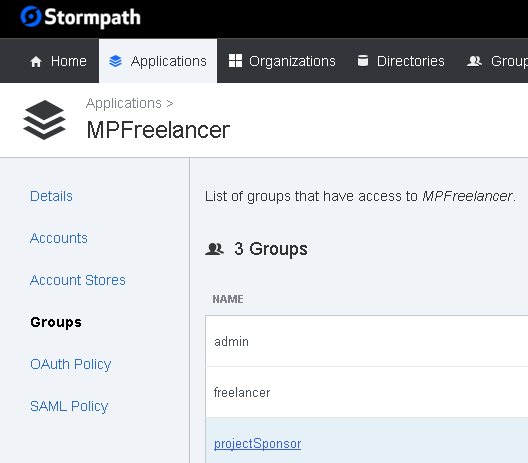 Stormpath
Home Applications Organizations Directories Group
Applications >
MPFreelancer
Details
Accounts
Account Stores
Groups
OAuth Policy
SAML Policy
List of groups that have access to MPFreelancer.
3 Groups
NAME
admin
freelancer
projectSponsor